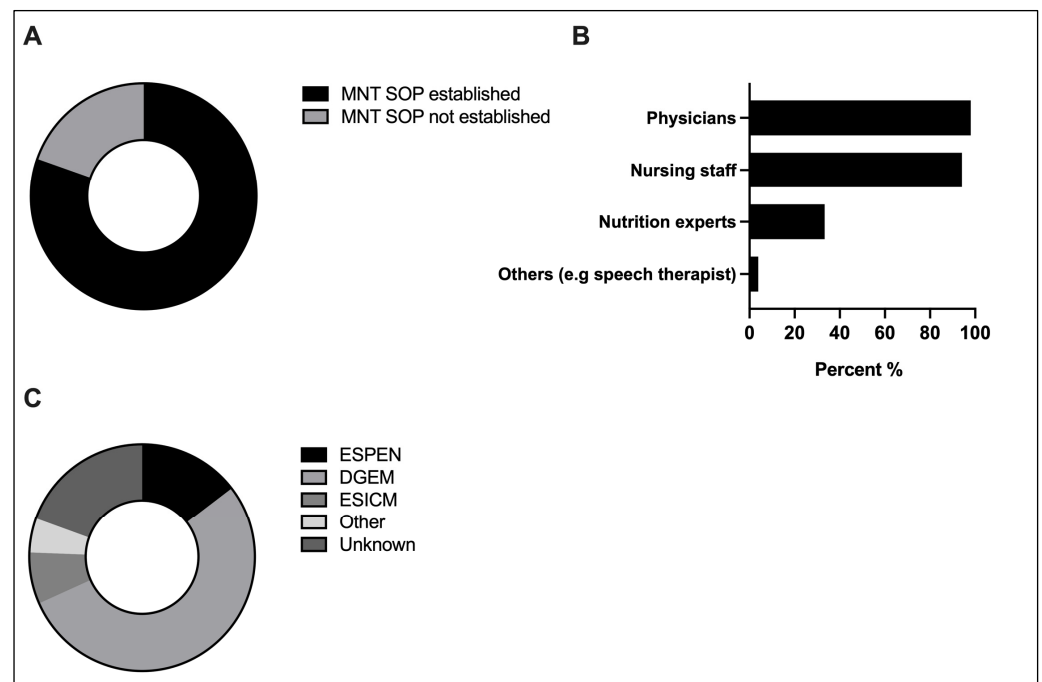 A
MNT SOP established
MNT SOP not established
B
Physicians
Nursing staff
Nutrition experts
Others (e.g speech therapist)
0 20 40 60 80 100
Percent %
C
ESPEN
DGEM
ESICM
Other
Unknown